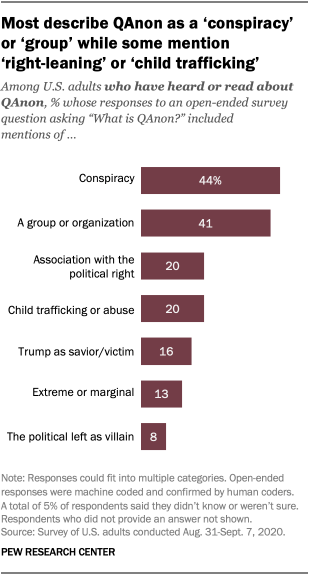 Most describe QAnon as a ‘conspiracy’
or ‘group’ while some mention
‘right-leaning’ or ‘child trafficking’
Among U.S. adults who have heard or read about
QAnon, % whose responses to an open-ended survey
question asking “What is QAnon?” included
mentions of ...
Conspiracy 44%
A group or organization 41
Association with the
political right 20
Child trafficking or abuse 20
Trump as savior/victim 16
Extreme or marginal 13
The political left as villain 8
Note: Responses could fit into multiple categories. Open-ended
responses were machine coded and confirmed by human coders.
A total of 5% of respondents said they didn’t know or weren’t sure.
Respondents who did not provide an answer not shown.
Source: Survey of U.S. adults conducted Aug. 31-Sept. 7, 2020.
PEW RESEARCH CENTER